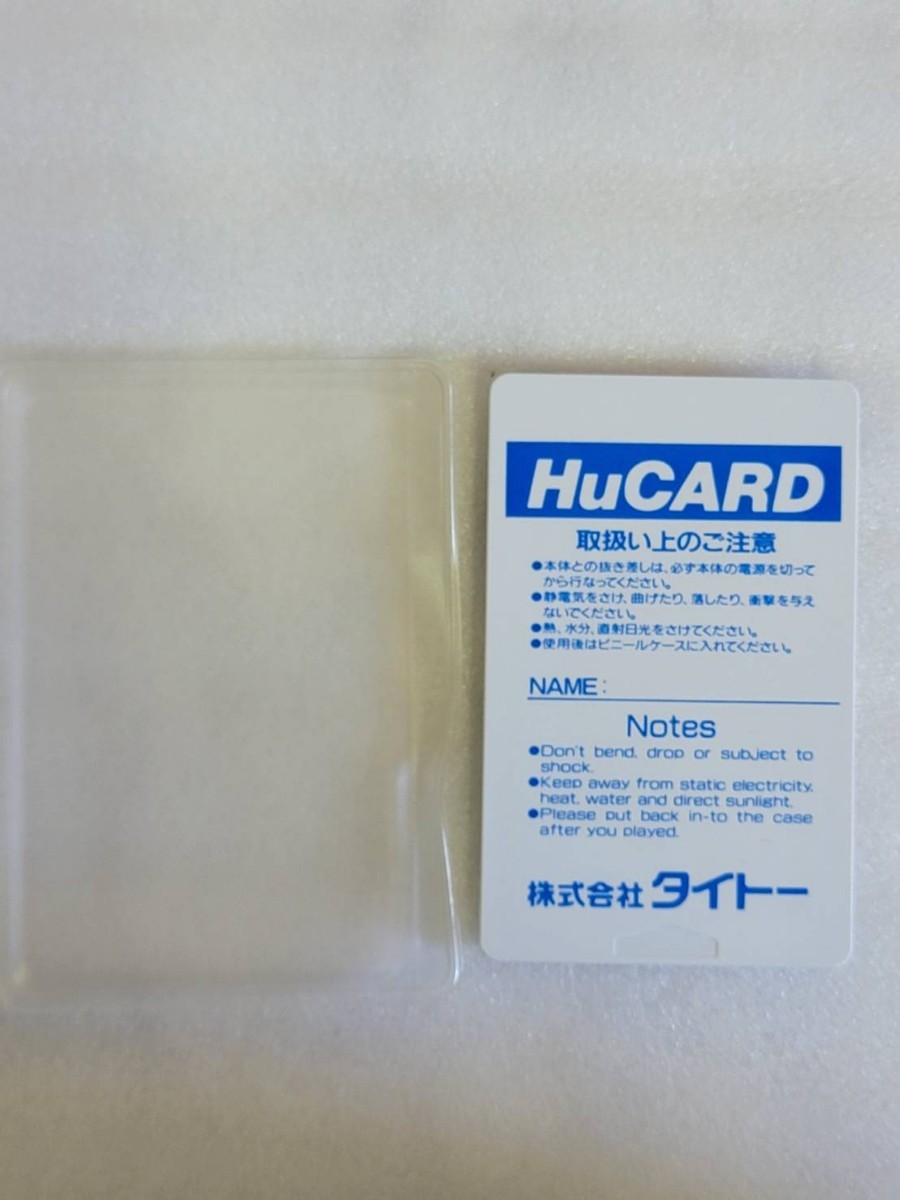 HuCARD
取扱い上のご注意
●本体との抜き差しは、必ず本体の電源を切って
から行なってください。
●静電気をさけ、曲げたり、落したり、衝撃を与え
ないでください。
●熱、水分、直射日光をさけてください。
●使用後はビニールケースに入れてください。
NAME:
Notes
●Don't bend, drop or subject to
shock.
●Keep away from static electricity,
heat, water and direct sunlight.
●Please put back in-to the case
after you played.
株式会社 タイトー